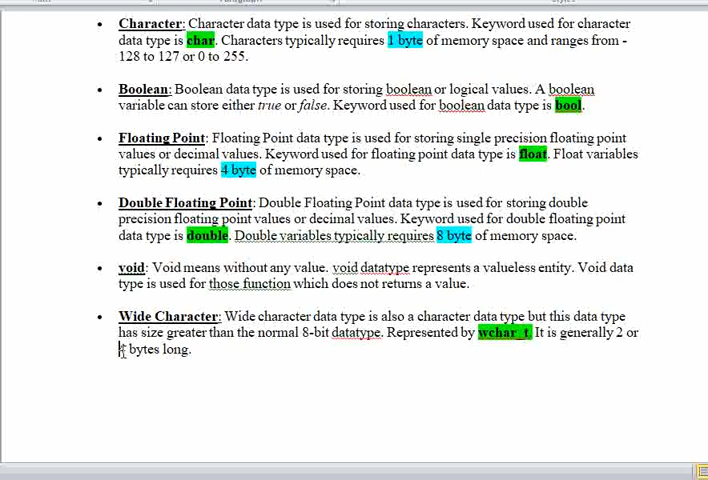 Character: Character data type is used for storing characters. Keyword used for character
data type is char. Characters typically requires 1 byte of memory space and ranges from -
128 to 127 or 0 to 255.
Boolean: Boolean data type is used for storing boolean or logical values. A boolean
variable can store either true or false. Keyword used for boolean data type is bool.
Floating Point: Floating Point data type is used for storing single precision floating point
values or decimal values. Keyword used for floating point data type is float. Float variables
typically requires 4 byte of memory space.
Double Floating Point: Double Floating Point data type is used for storing double
precision floating point values or decimal values. Keyword used for double floating point
data type is double. Double variables typically requires 8 byte of memory space.
void: Void means without any value. void datatype represents a valueless entity. Void data
type is used for those function which does not returns a value.
Wide Character: Wide character data type is also a character data type but this data type
has size greater than the normal 8-bit datatype. Represented by wchar_t. It is generally 2 or
bytes long.